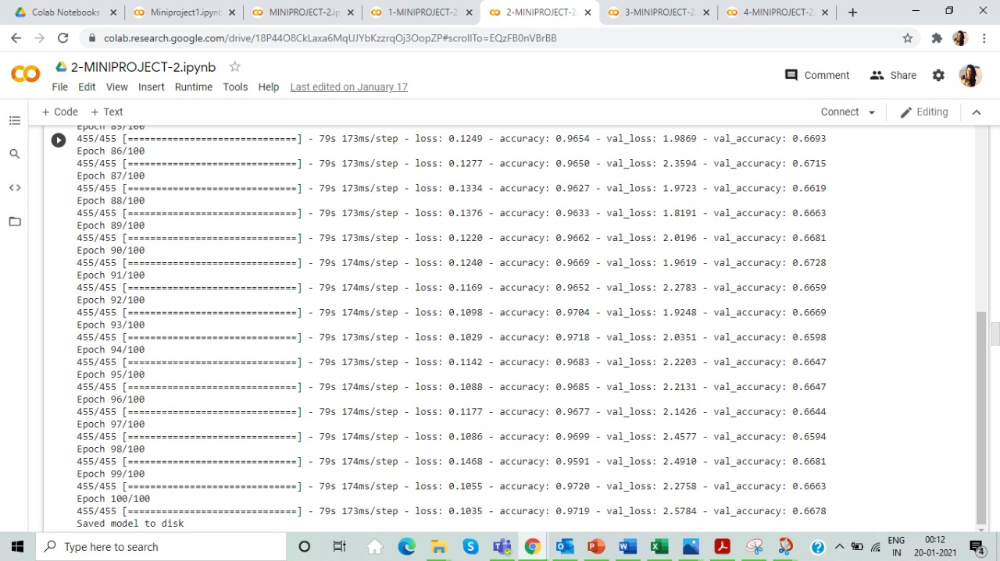 Colab Notebooks
Miniproject1.ipynb
MINIPROJECT-2.ip
1-MINIPROJECT-2
2-MINIPROJECT-2
3-MINIPROJECT-2
4-MINIPROJECT-2
colab.research.google.com/drive/18P44O8CkLaxa6MqUJYbKzzrqOj3OopZP#scrollTo=EQzFB0nVBrBB
2-MINIPROJECT-2.ipynb
Comment
Share
File Edit View Insert Runtime Tools Help Last edited on January 17
+ Code + Text
Connect
Editing
Epoch 85/100
455/455 [==============================] - 79s 173ms/step - loss: 0.1249 - accuracy: 0.9654 - val_loss: 1.9869 - val_accuracy: 0.6693
Epoch 86/100
455/455 [==============================] - 79s 173ms/step - loss: 0.1277 - accuracy: 0.9650 - val_loss: 2.3594 - val_accuracy: 0.6715
Epoch 87/100
455/455 [==============================] - 79s 173ms/step - loss: 0.1334 - accuracy: 0.9627 - val_loss: 1.9723 - val_accuracy: 0.6619
Epoch 88/100
455/455 [==============================] - 79s 173ms/step - loss: 0.1376 - accuracy: 0.9633 - val_loss: 1.8191 - val_accuracy: 0.6663
Epoch 89/100
455/455 [==============================] - 79s 173ms/step - loss: 0.1220 - accuracy: 0.9662 - val_loss: 2.0196 - val_accuracy: 0.6681
Epoch 90/100
455/455 [==============================] - 79s 174ms/step - loss: 0.1240 - accuracy: 0.9669 - val_loss: 1.9619 - val_accuracy: 0.6728
Epoch 91/100
455/455 [==============================] - 79s 174ms/step - loss: 0.1169 - accuracy: 0.9652 - val_loss: 2.2783 - val_accuracy: 0.6659
Epoch 92/100
455/455 [==============================] - 79s 174ms/step - loss: 0.1098 - accuracy: 0.9704 - val_loss: 1.9248 - val_accuracy: 0.6669
Epoch 93/100
455/455 [==============================] - 79s 173ms/step - loss: 0.1029 - accuracy: 0.9718 - val_loss: 2.0351 - val_accuracy: 0.6598
Epoch 94/100
455/455 [==============================] - 79s 173ms/step - loss: 0.1142 - accuracy: 0.9683 - val_loss: 2.2203 - val_accuracy: 0.6647
Epoch 95/100
455/455 [==============================] - 79s 174ms/step - loss: 0.1088 - accuracy: 0.9685 - val_loss: 2.2131 - val_accuracy: 0.6647
Epoch 96/100
455/455 [==============================] - 79s 174ms/step - loss: 0.1177 - accuracy: 0.9677 - val_loss: 2.1426 - val_accuracy: 0.6644
Epoch 97/100
455/455 [==============================] - 79s 174ms/step - loss: 0.1086 - accuracy: 0.9699 - val_loss: 2.4577 - val_accuracy: 0.6594
Epoch 98/100
455/455 [==============================] - 79s 174ms/step - loss: 0.1468 - accuracy: 0.9591 - val_loss: 2.4910 - val_accuracy: 0.6681
Epoch 99/100
455/455 [==============================] - 79s 174ms/step - loss: 0.1055 - accuracy: 0.9720 - val_loss: 2.2758 - val_accuracy: 0.6663
Epoch 100/100
455/455 [==============================] - 79s 173ms/step - loss: 0.1035 - accuracy: 0.9719 - val_loss: 2.5784 - val_accuracy: 0.6678
Saved model to disk
Type here to search
ENG
IN
00:12
20-01-2021
4